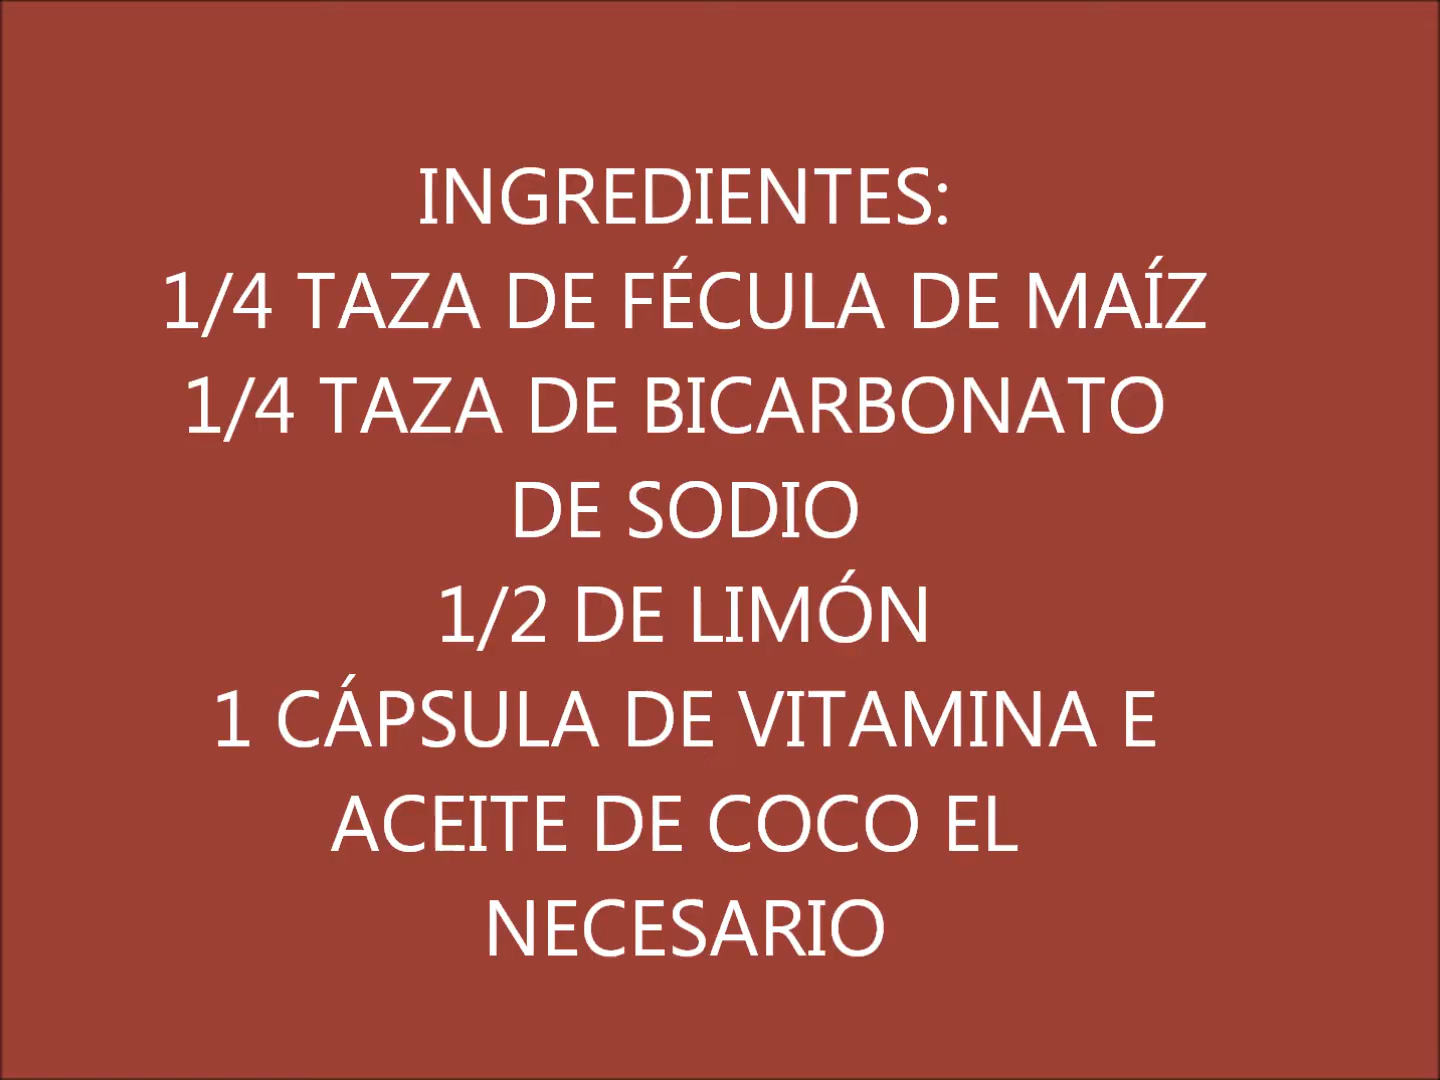 INGREDIENTES:
1/4 TAZA DE FÉCULA DE MAÍZ
1/4 TAZA DE BICARBONATO
DE SODIO
1/2 DE LIMÓN
1 CÁPSULA DE VITAMINA E
ACEITE DE COCO EL
NECESARIO